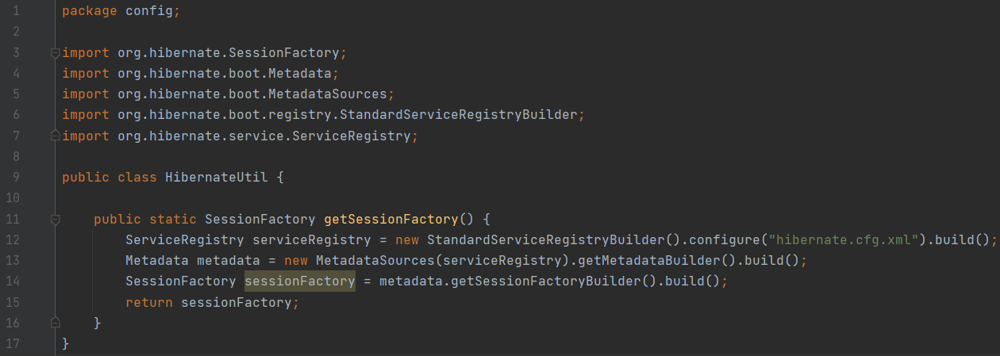 1 package config;
2
3 import org.hibernate.SessionFactory;
4 import org.hibernate.boot.Metadata;
5 import org.hibernate.boot.MetadataSources;
6 import org.hibernate.boot.registry.StandardServiceRegistryBuilder;
7 import org.hibernate.service.ServiceRegistry;
8
9 public class HibernateUtil {
10
11     public static SessionFactory getSessionFactory() {
12         ServiceRegistry serviceRegistry = new StandardServiceRegistryBuilder().configure("hibernate.cfg.xml").build();
13         Metadata metadata = new MetadataSources(serviceRegistry).getMetadataBuilder().build();
14         SessionFactory sessionFactory = metadata.getSessionFactoryBuilder().build();
15         return sessionFactory;
16     }
17 }